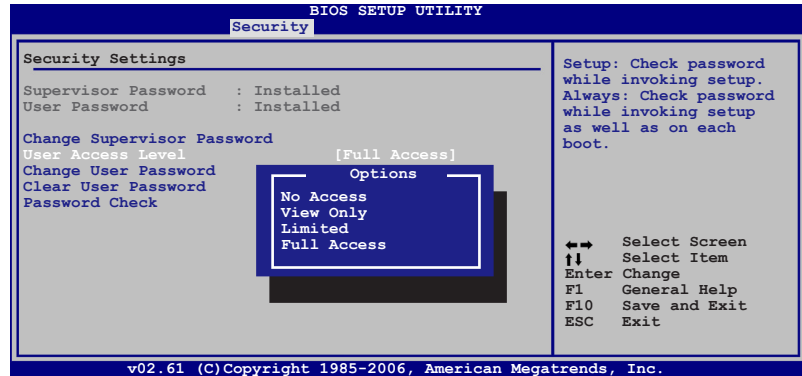 BIOS SETUP UTILITY
Security
Security Settings
Supervisor Password : Installed
User Password : Installed
Change Supervisor Password
User Access Level [Full Access]
Change User Password
Clear User Password
Password Check
Options
No Access
View Only
Limited
Full Access
Setup: Check password
while invoking setup.
Always: Check password
while invoking setup
as well as on each
boot.
←→ Select Screen
↑↓ Select Item
Enter Change
F1 General Help
F10 Save and Exit
ESC Exit
v02.61 (C)Copyright 1985-2006, American Megatrends, Inc.